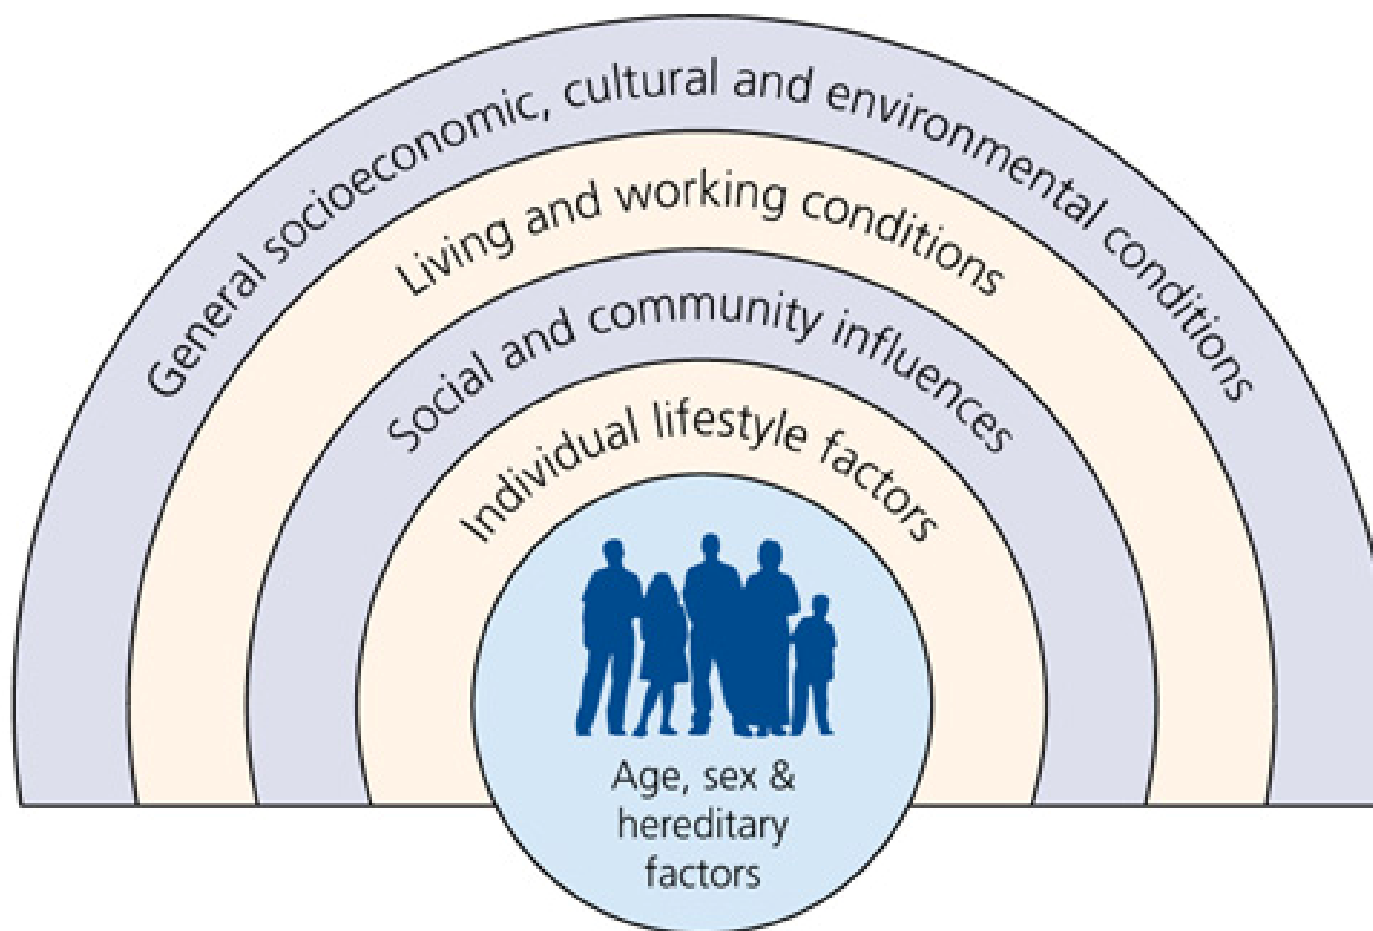 General socioeconomic, cultural and environmental conditions
Living and working conditions
Social and community influences
Individual lifestyle factors
Age, sex &
hereditary
factors